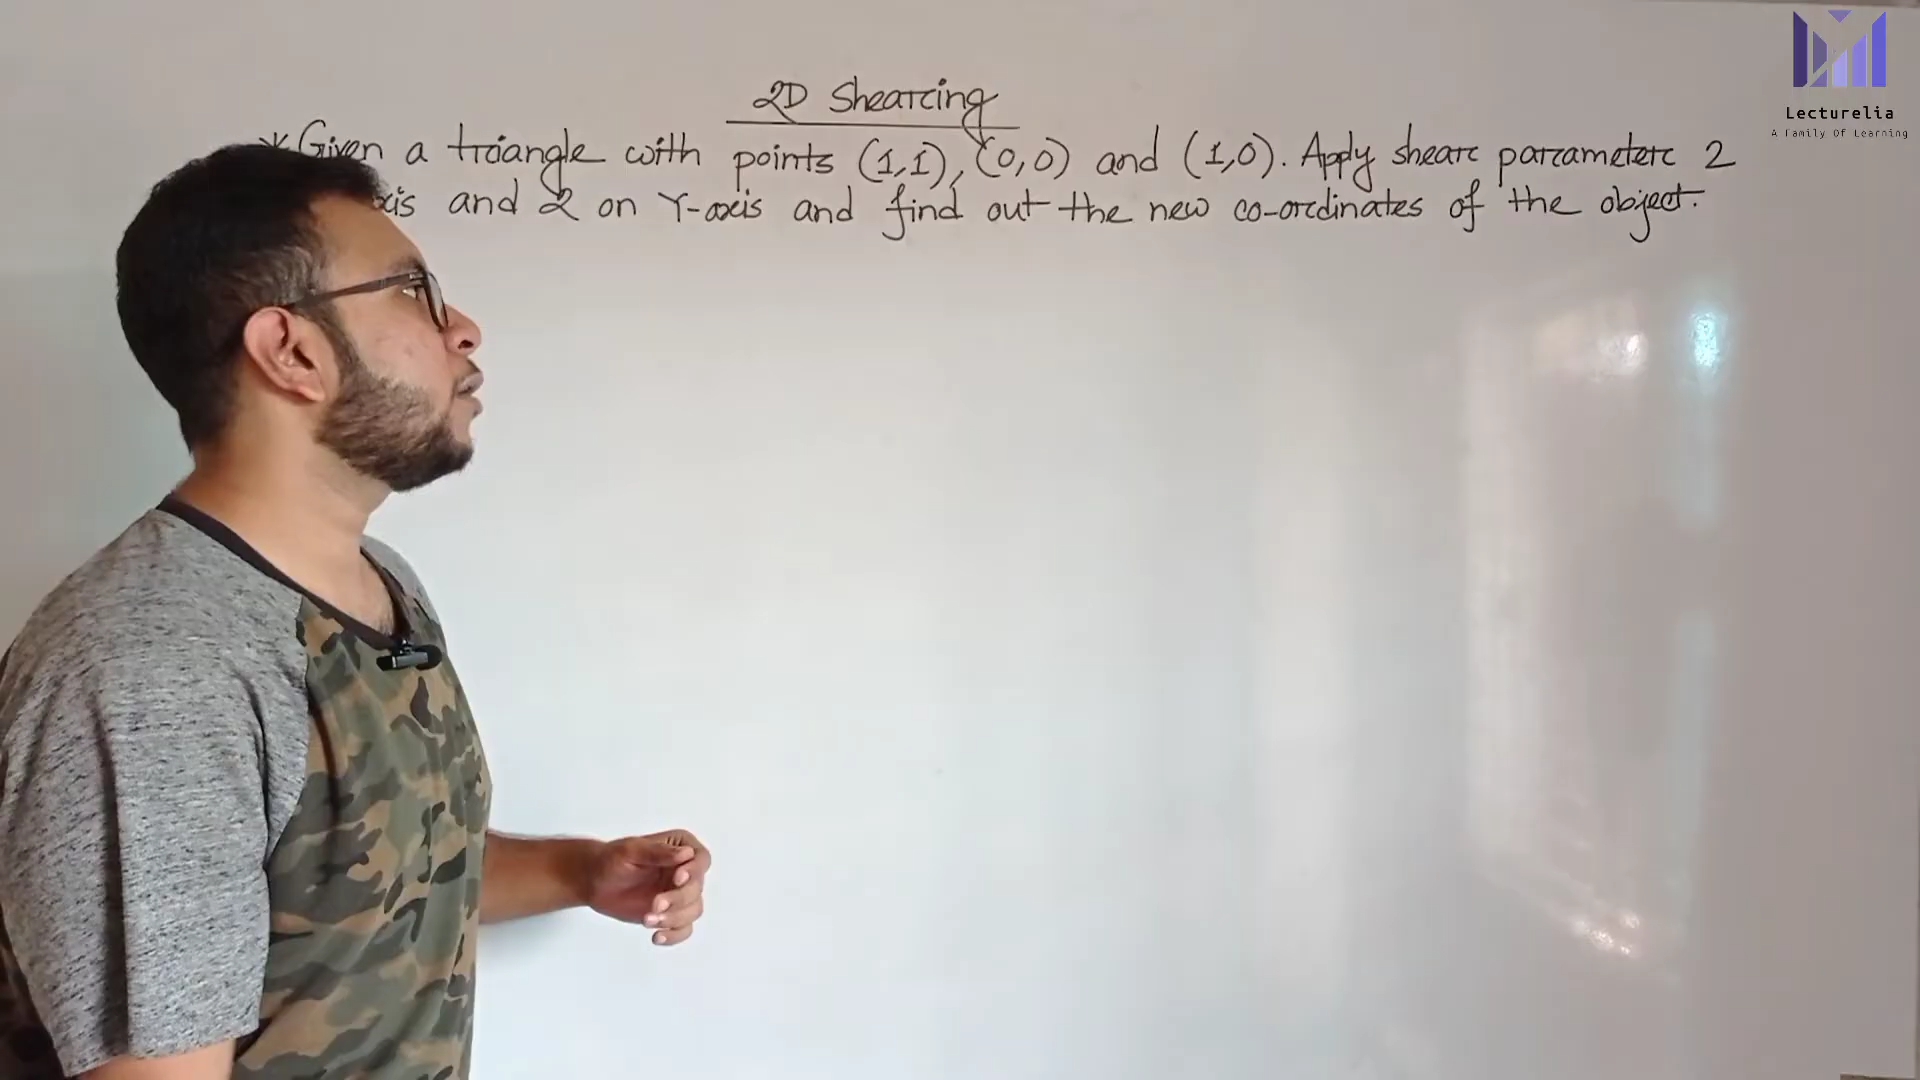 2D Shearing
* Given a triangle with points (1,1), (0,0) and (1,0). Apply shear parameter 2
and 2 on Y-axis and find out the new co-ordinates of the object.
Lecturelia
A Family Of Learning